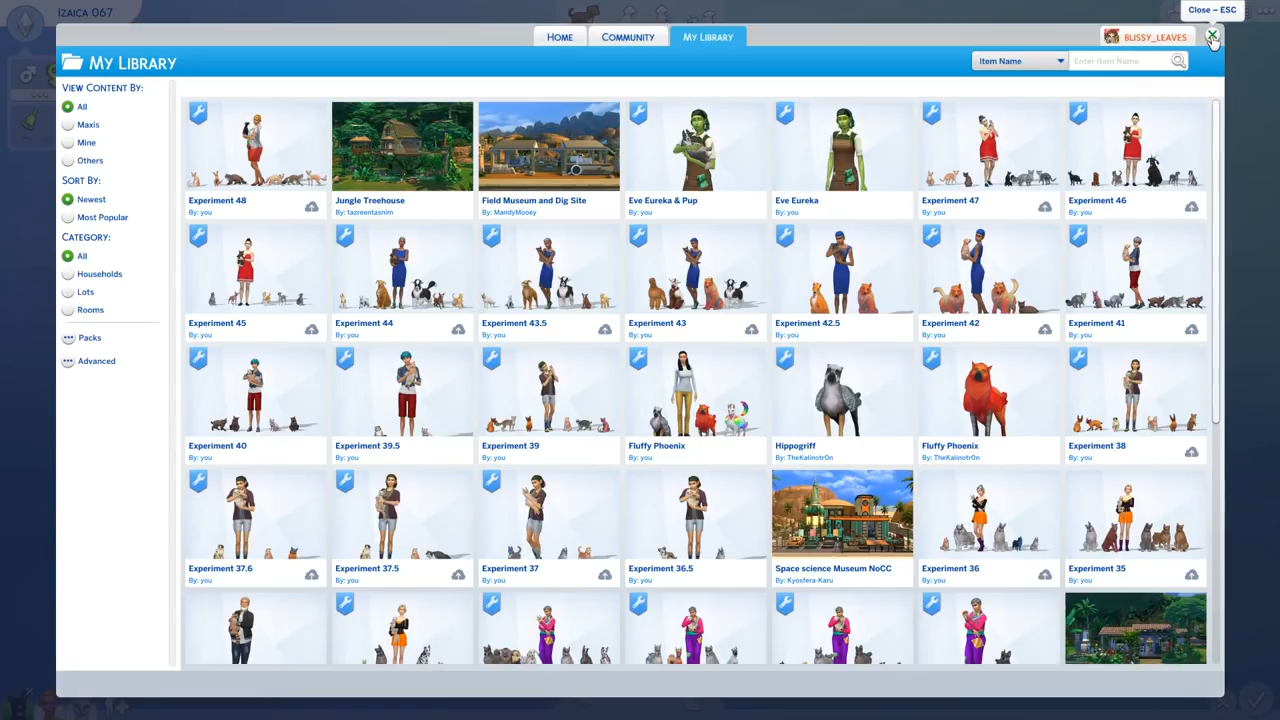 Izaica 067
Close – ESC
Home
Community
My Library
BLISSY_LEAVES
My Library
Item Name
Enter Item Name
View Content By:
All
Maxis
Mine
Others
Sort By:
Newest
Most Popular
Category:
All
Households
Lots
Rooms
Packs
Advanced
Experiment 48
By: you
Jungle Treehouse
By: tazreentasnim
Field Museum and Dig Site
By: MandyMooey
Eve Eureka & Pup
By: you
Eve Eureka
By: you
Experiment 47
By: you
Experiment 46
By: you
Experiment 45
By: you
Experiment 44
By: you
Experiment 43.5
By: you
Experiment 43
By: you
Experiment 42.5
By: you
Experiment 42
By: you
Experiment 41
By: you
Experiment 40
By: you
Experiment 39.5
By: you
Experiment 39
By: you
Fluffy Phoenix
By: you
Hippogriff
By: TheKalinotr0n
Fluffy Phoenix
By: TheKalinotr0n
Experiment 38
By: you
Experiment 37.6
By: you
Experiment 37.5
By: you
Experiment 37
By: you
Experiment 36.5
By: you
Space science Museum NoCC
By: Kyosfera-Karu
Experiment 36
By: you
Experiment 35
By: you